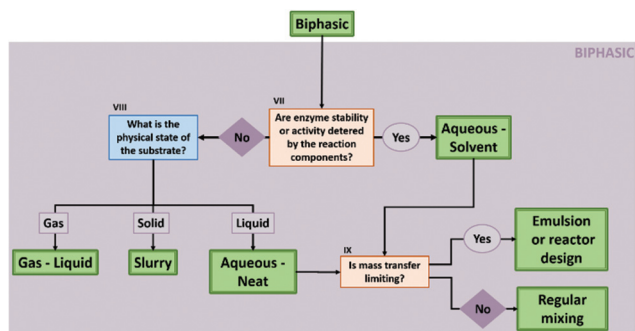 Biphasic
BIPHASIC
VIII
What is the
physical state of
the substrate?
No
VII
Are enzyme stability
or activity detered
by the reaction
components?
Yes
Aqueous -
Solvent
Gas
Solid
Liquid
Gas - Liquid
Slurry
Aqueous -
Neat
IX
Is mass transfer
limiting?
Yes
Emulsion
or reactor
design
No
Regular
mixing